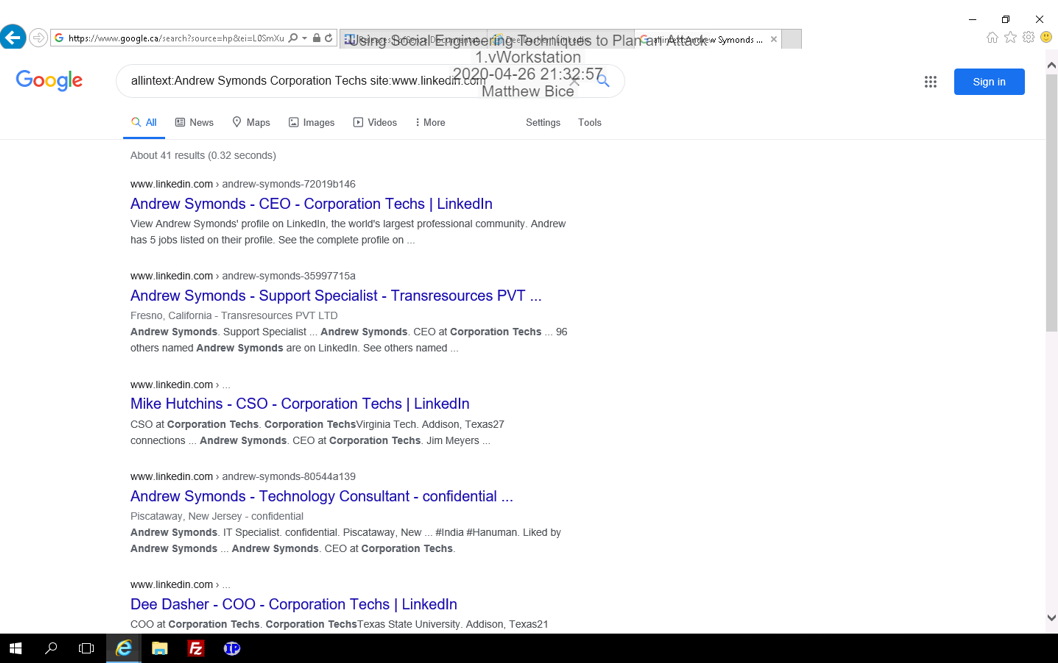 https://www.google.ca/search?source=hp&ei=L0SmXu
Andrew Symonds ...
Using Social Engineering Techniques to Plan an Attack
1.vWorkstation
2020-04-26 21:32:57
Matthew Bice
Google
allintext:Andrew Symonds Corporation Techs site:www.linkedin.com
Sign in
All News Maps Images Videos More Settings Tools
About 41 results (0.32 seconds)
www.linkedin.com › andrew-symonds-72019b146
Andrew Symonds - CEO - Corporation Techs | LinkedIn
View Andrew Symonds' profile on LinkedIn, the world's largest professional community. Andrew
has 5 jobs listed on their profile. See the complete profile on ...
www.linkedin.com › andrew-symonds-35997715a
Andrew Symonds - Support Specialist - Transresources PVT ...
Fresno, California - Transresources PVT LTD
Andrew Symonds. Support Specialist ... Andrew Symonds. CEO at Corporation Techs ... 96
others named Andrew Symonds are on LinkedIn. See others named ...
www.linkedin.com › ...
Mike Hutchins - CSO - Corporation Techs | LinkedIn
CSO at Corporation Techs. Corporation TechsVirginia Tech. Addison, Texas27
connections ... Andrew Symonds. CEO at Corporation Techs. Jim Meyers ...
www.linkedin.com › andrew-symonds-80544a139
Andrew Symonds - Technology Consultant - confidential ...
Piscataway, New Jersey - confidential
Andrew Symonds. IT Specialist. confidential. Piscataway, New ... #India #Hanuman. Liked by
Andrew Symonds ... Andrew Symonds. CEO at Corporation Techs.
www.linkedin.com › ...
Dee Dasher - COO - Corporation Techs | LinkedIn
COO at Corporation Techs. Corporation TechsTexas State University. Addison, Texas21
Fz
IP